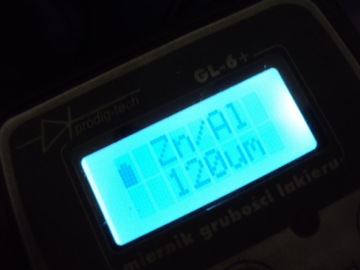 prodig-tech
GL-6+
Zn/Al
120um
miernik grubości lakieru